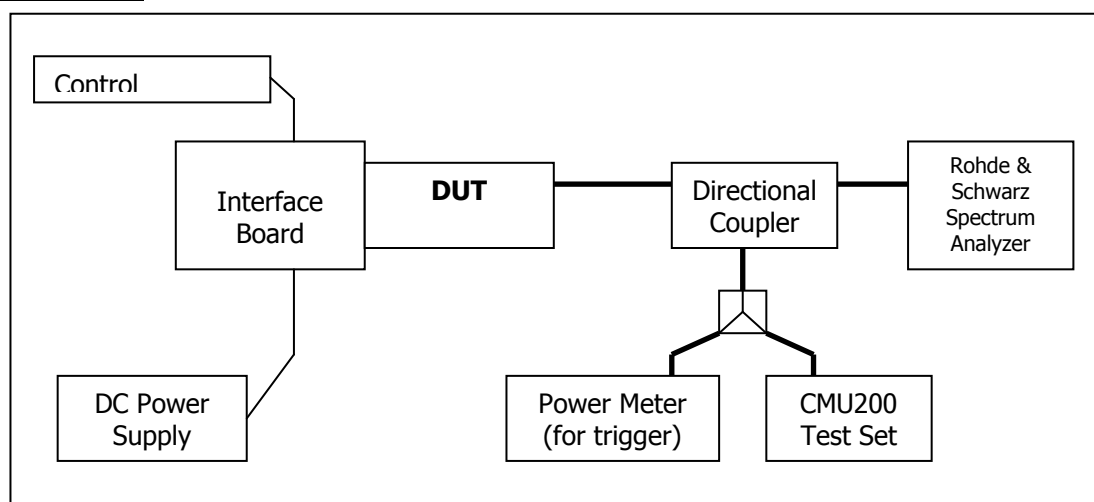 Control
Interface
Board
DUT
Directional
Coupler
Rohde &
Schwarz
Spectrum
Analyzer
DC Power
Supply
Power Meter
(for trigger)
CMU200
Test Set